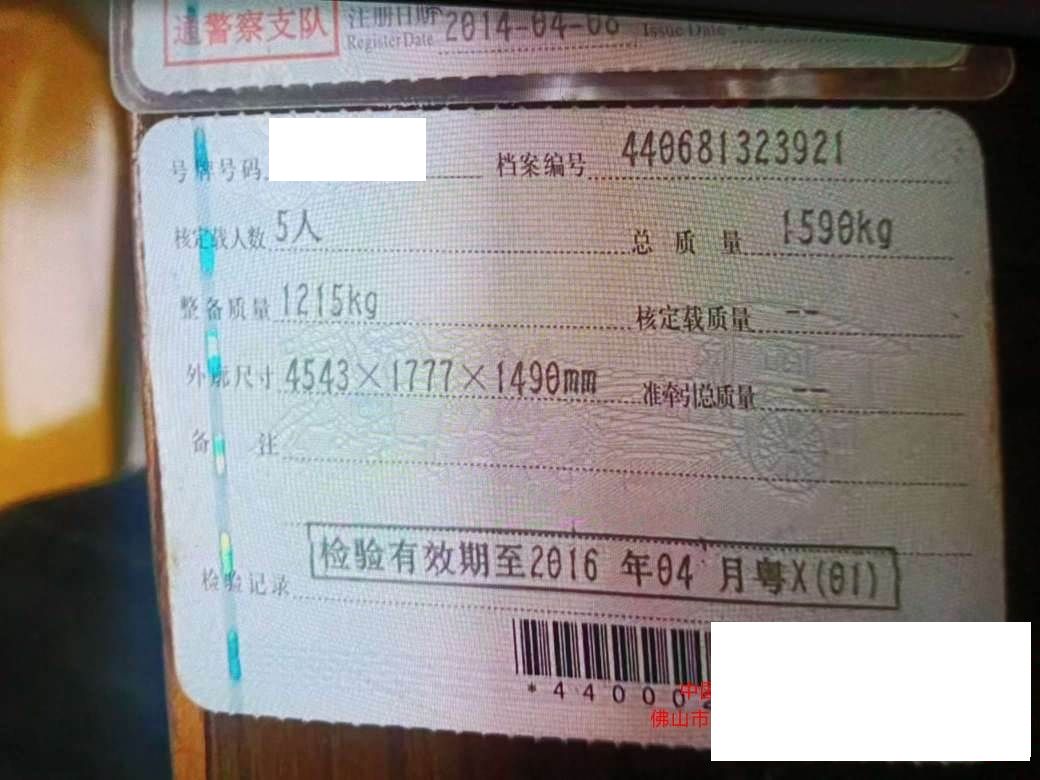 通警察支队 注册日期 2014-04-08 Issue Date
Register Date
号牌号码 档案编号 440681323921
核定载人数 5人 总质量 1590kg
整备质量 1215kg 核定载质量 --
外廓尺寸 4543×1777×1490mm 准牵引总质量 --
备注
检验记录 检验有效期至2016年04月粤X(01)
*44000
佛山市